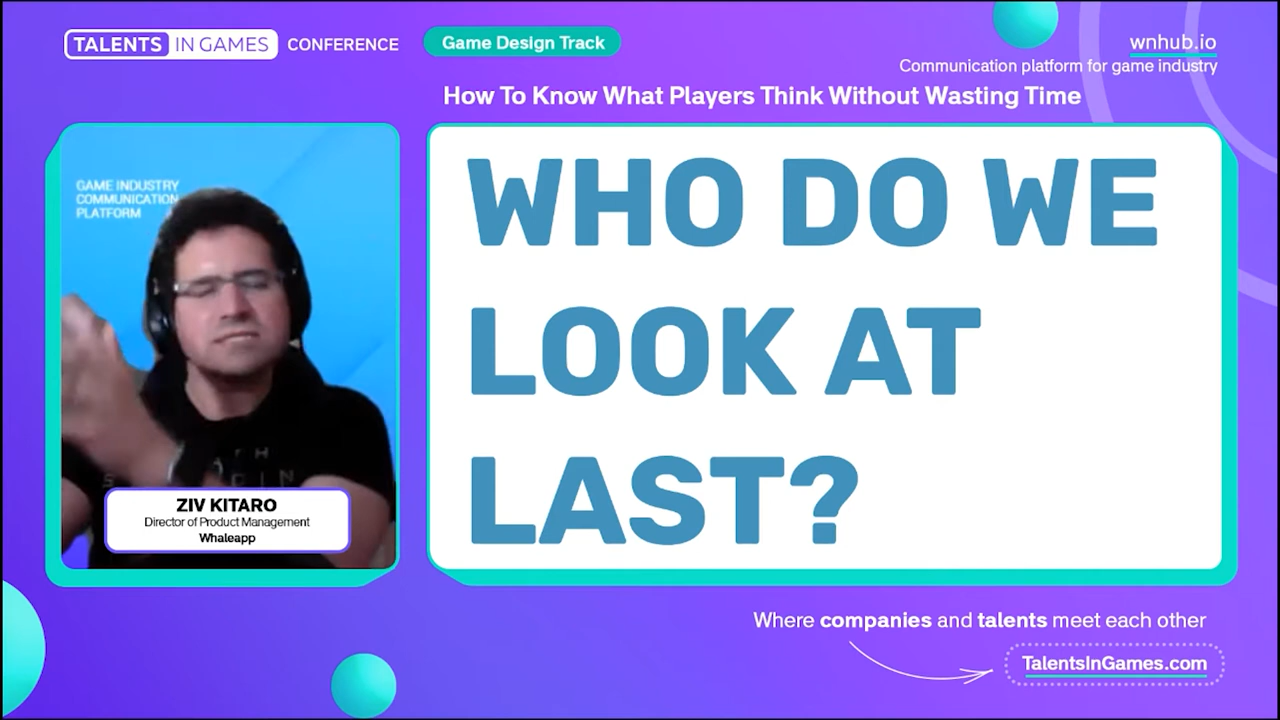 TALENTS IN GAMES CONFERENCE
Game Design Track
wnhub.io
Communication platform for game industry
How To Know What Players Think Without Wasting Time
GAME INDUSTRY
COMMUNICATION
PLATFORM
ZIV KITARO
Director of Product Management
Whaleapp
WHO DO WE
LOOK AT
LAST?
Where companies and talents meet each other
TalentsInGames.com